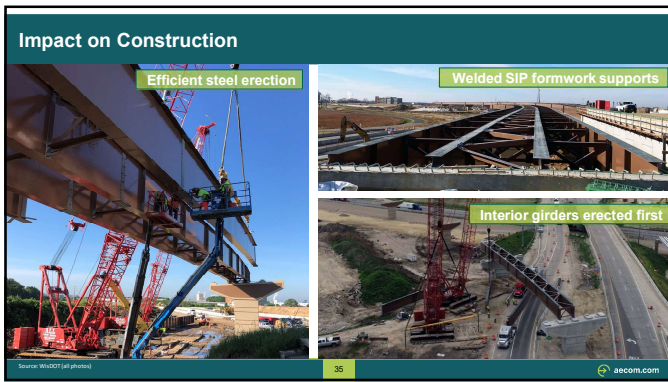 Impact on Construction
Efficient steel erection
Welded SIP formwork supports
Interior girders erected first
Source: WisDOT (all photos)
35
aecom.com